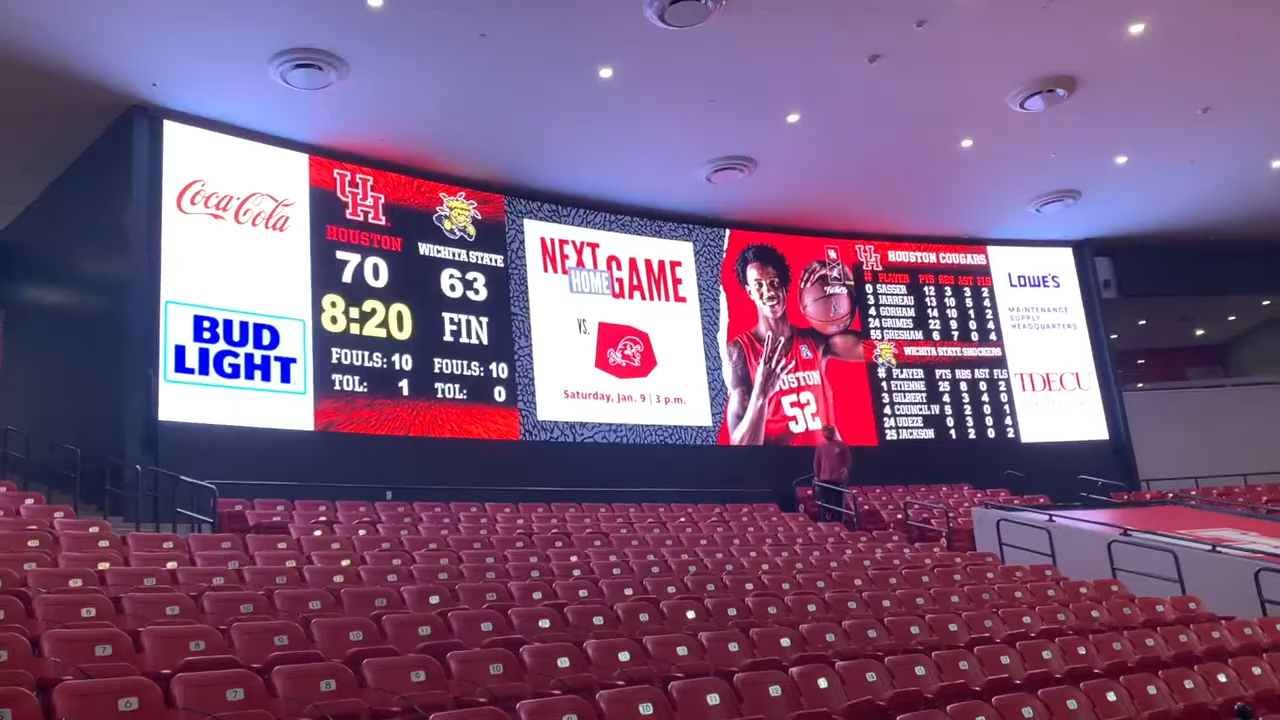 Coca-Cola
BUD
LIGHT
UH
HOUSTON
70
8:20
FOULS: 10
TOL: 1
WICHITA STATE
63
FIN
FOULS: 10
TOL: 0
NEXT
HOME
GAME
VS.
Saturday, Jan. 9 | 3 p.m.
HOUSTON
52
UH HOUSTON COUGARS
# PLAYER PTS RBS AST FLS
0 SASSER 12 3 3 2
3 JARREAU 13 10 5 4
4 GORHAM 14 10 1 2
24 GRIMES 22 9 0 4
55 GRESHAM 6 7 0 4
WICHITA STATE SHOCKERS
# PLAYER PTS RBS AST FLS
1 ETIENNE 25 8 0 2
3 GILBERT 4 3 4 0
4 COUNCIL IV 5 2 0 1
24 UDEZE 0 3 0 4
25 JACKSON 1 2 0 2
LOWE'S
MAINTENANCE
SUPPLY
HEADQUARTERS
TDECU